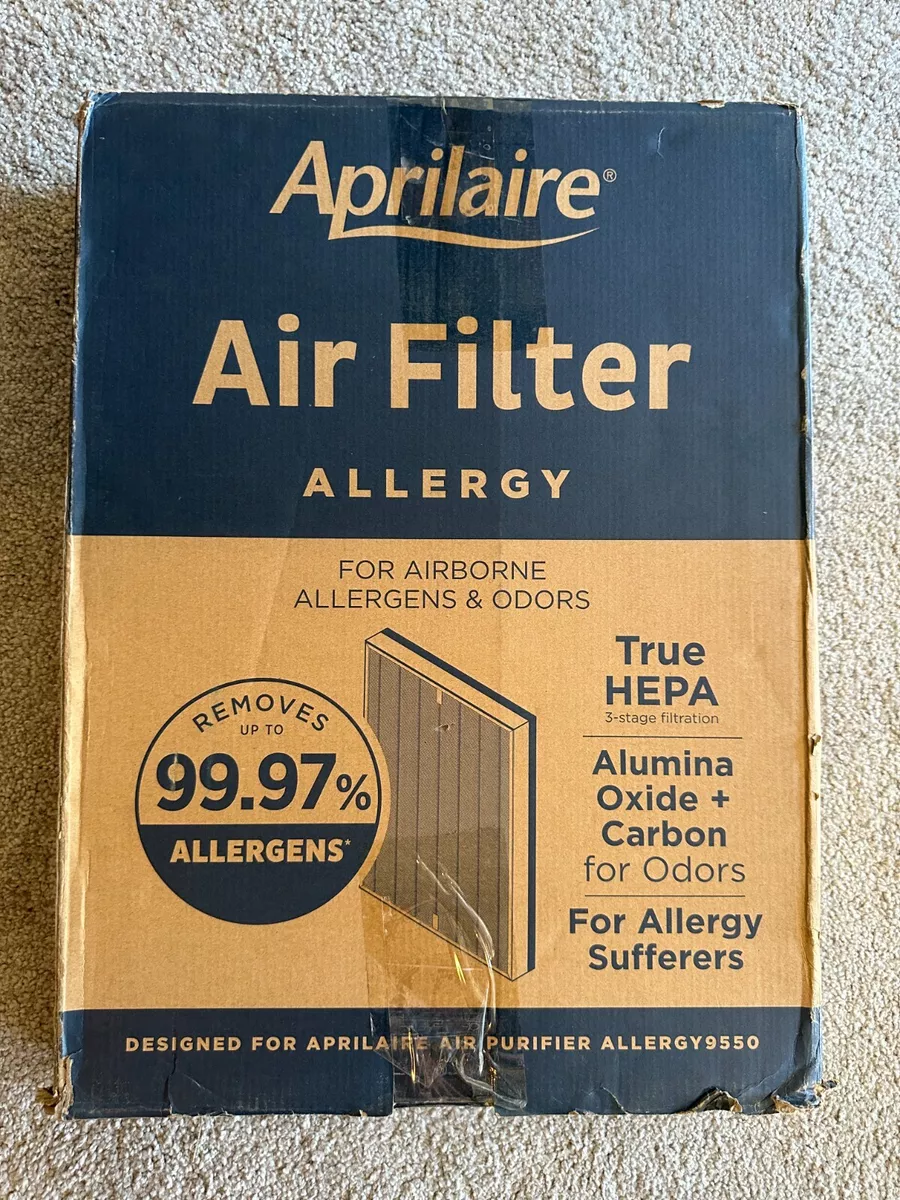 Aprilaire®
Air Filter
ALLERGY
FOR AIRBORNE
ALLERGENS & ODORS
True
HEPA
3-stage filtration
REMOVES
UP TO
99.97%
ALLERGENS*
Alumina
Oxide +
Carbon
for Odors
For Allergy
Sufferers
DESIGNED FOR APRILAIRE AIR PURIFIER ALLERGY9550